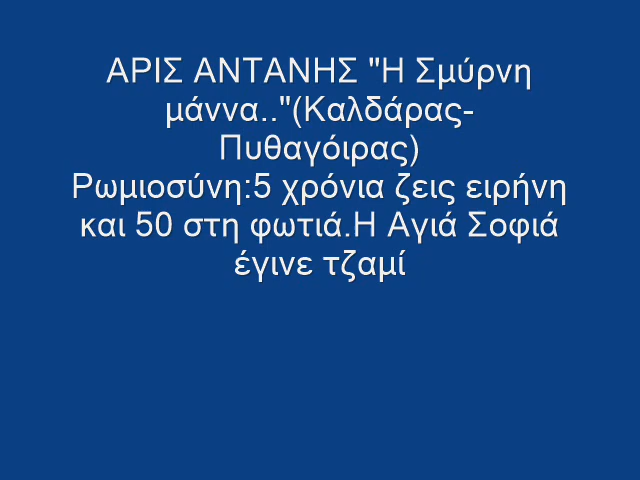 ΑΡΙΣ ΑΝΤΑΝΗΣ "Η Σμύρνη
μάννα.."(Καλδάρας-
Πυθαγόιρας)
Ρωμιοσύνη:5 χρόνια ζεις ειρήνη
και 50 στη φωτιά.Η Αγιά Σοφιά
έγινε τζαμί